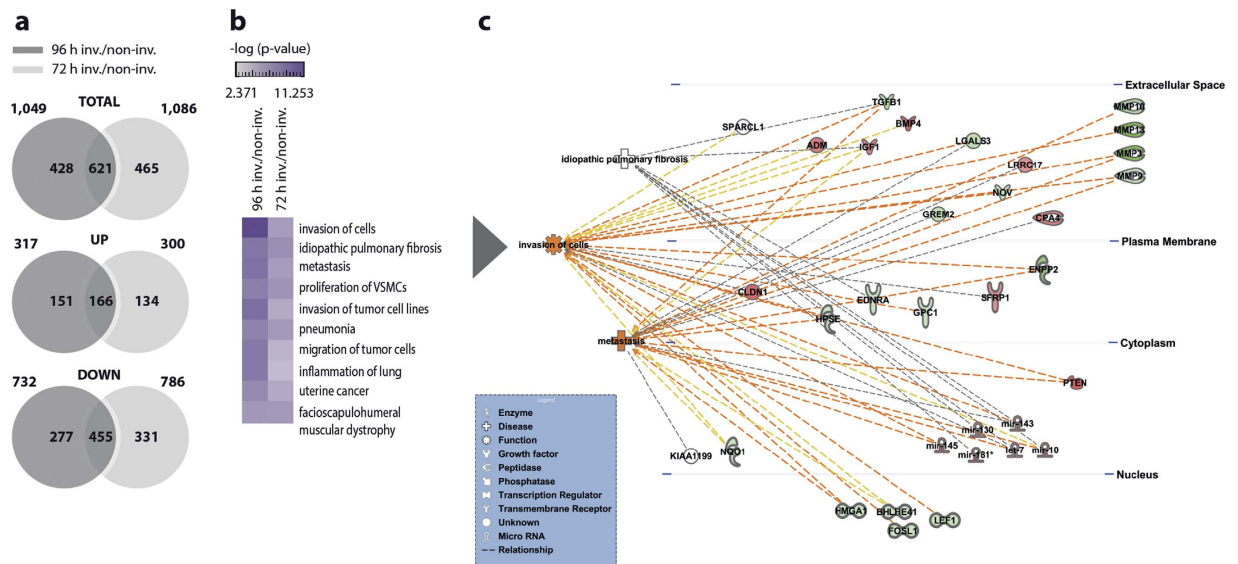 a
96 h inv./non-inv.
72 h inv./non-inv.
TOTAL
1,049
1,086
428
621
465
UP
317
300
151
166
134
DOWN
732
786
277
455
331
b
-log (p-value)
2.371
11.253
96 h inv./non-inv.
72 h inv./non-inv.
invasion of cells
idiopathic pulmonary fibrosis
metastasis
proliferation of VSMCs
invasion of tumor cell lines
pneumonia
migration of tumor cells
inflammation of lung
uterine cancer
facioscapulohumeral
muscular dystrophy
c
Extracellular Space
TGFB1
MMP10
SPARCL1
BMP4
MMP13
ADM
IGF1
LGALS3
MMP3
idiopathic pulmonary fibrosis
LRRC17
MMP9
NOV
GREM2
CPA4
invasion of cells
Plasma Membrane
ENPP2
CLDN1
EDNRA
SFRP1
GPC1
HPSE
metastasis
Cytoplasm
PTEN
mir-130
mir-143
mir-145
mir-181*
let-7
mir-10
KIAA1199
NQO1
Nucleus
HMGA1
BHLHE41
LEF1
FOSL1
Legend
Enzyme
Disease
Function
Growth factor
Peptidase
Phosphatase
Transcription Regulator
Transmembrane Receptor
Unknown
Micro RNA
Relationship